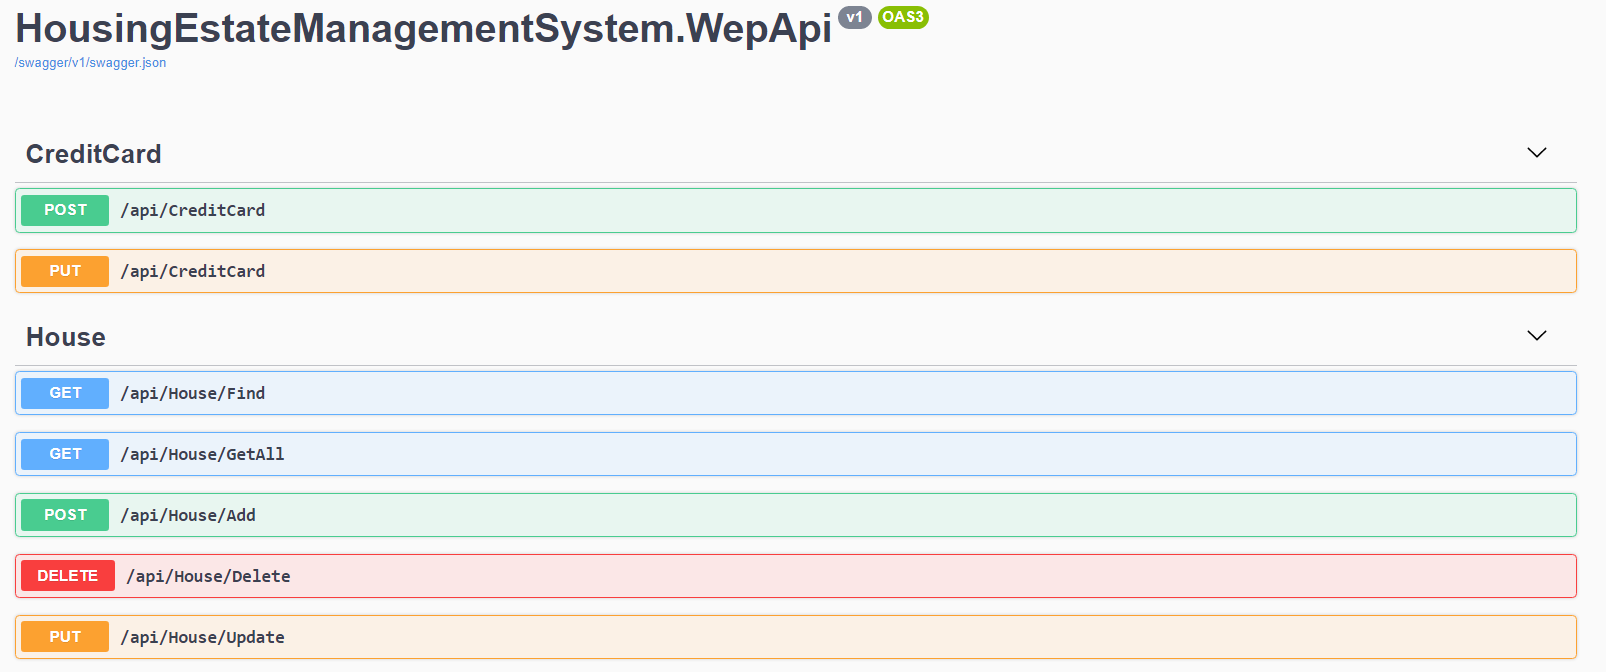 HousingEstateManagementSystem.WepApi v1 OAS3
/swagger/v1/swagger.json
CreditCard
POST /api/CreditCard
PUT /api/CreditCard
House
GET /api/House/Find
GET /api/House/GetAll
POST /api/House/Add
DELETE /api/House/Delete
PUT /api/House/Update